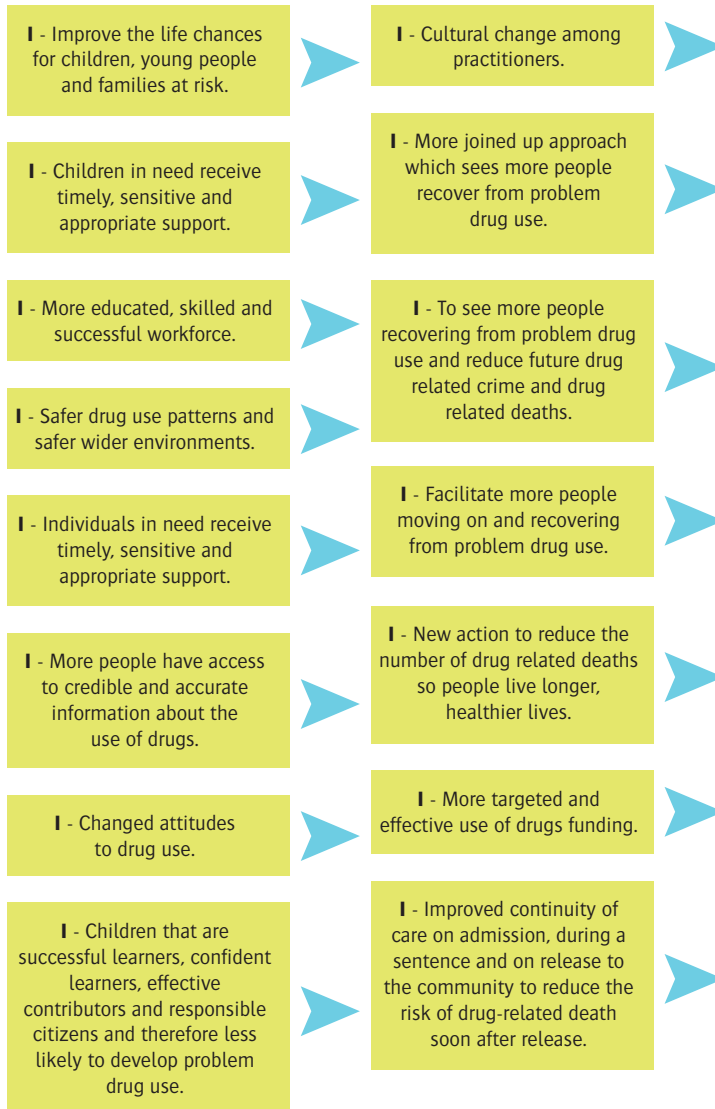 I - Improve the life chances
for children, young people
and families at risk.
I - Children in need receive
timely, sensitive and
appropriate support.
I - More educated, skilled and
successful workforce.
I - Safer drug use patterns and
safer wider environments.
I - Individuals in need receive
timely, sensitive and
appropriate support.
I - More people have access
to credible and accurate
information about the
use of drugs.
I - Changed attitudes
to drug use.
I - Children that are
successful learners, confident
learners, effective
contributors and responsible
citizens and therefore less
likely to develop problem
drug use.
I - Cultural change among
practitioners.
I - More joined up approach
which sees more people
recover from problem
drug use.
I - To see more people
recovering from problem drug
use and reduce future drug
related crime and drug
related deaths.
I - Facilitate more people
moving on and recovering
from problem drug use.
I - New action to reduce the
number of drug related deaths
so people live longer,
healthier lives.
I - More targeted and
effective use of drugs funding.
I - Improved continuity of
care on admission, during a
sentence and on release to
the community to reduce the
risk of drug-related death
soon after release.